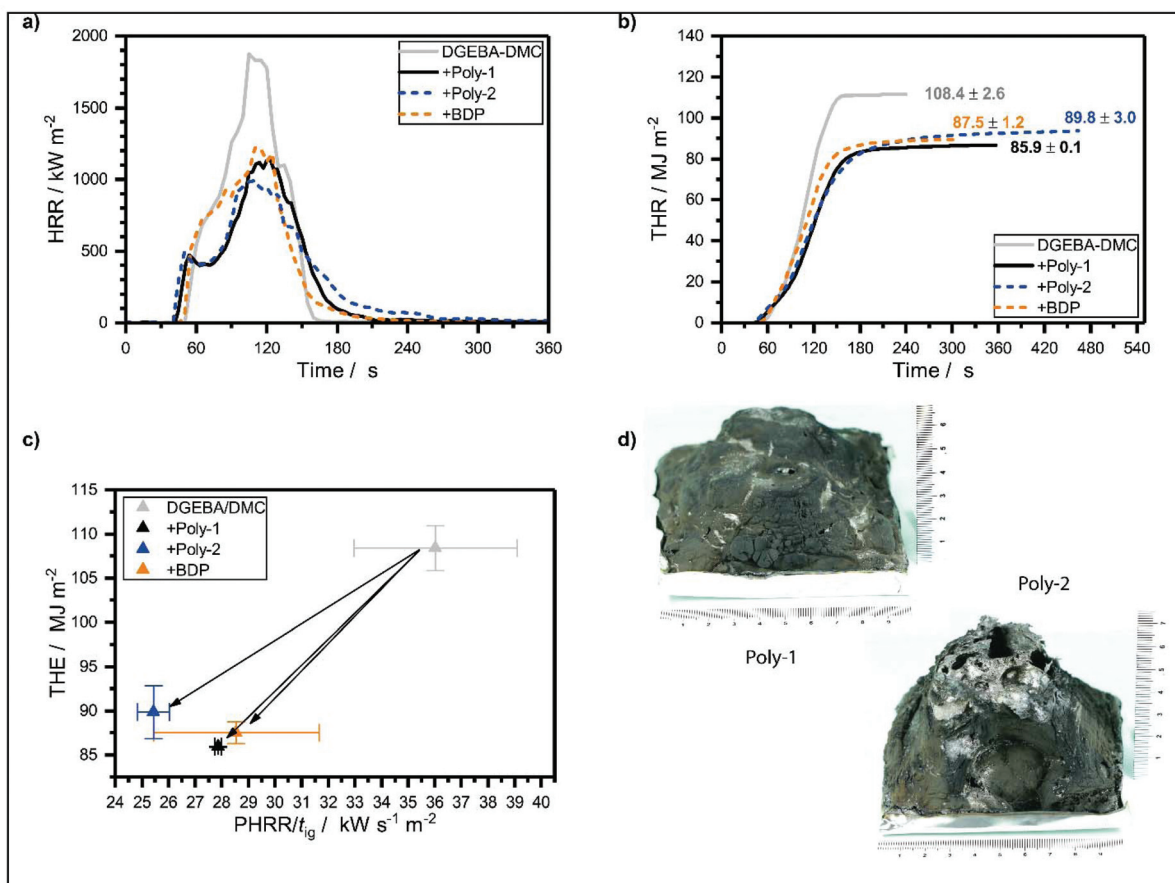 a)
HRR / kW m⁻²
2000
1500
1000
500
0
0 60 120 180 240 300 360
Time / s
DGEBA-DMC
+Poly-1
+Poly-2
+BDP
b)
THR / MJ m⁻²
140
120
100
80
60
40
20
0
0 60 120 180 240 300 360 420 480 540
Time / s
108.4 ± 2.6
87.5 ± 1.2
89.8 ± 3.0
85.9 ± 0.1
DGEBA-DMC
+Poly-1
+Poly-2
+BDP
c)
THE / MJ m⁻²
115
110
105
100
95
90
85
24 25 26 27 28 29 30 31 32 33 34 35 36 37 38 39 40
PHRR/t_ig / kW s⁻¹ m⁻²
DGEBA/DMC
+Poly-1
+Poly-2
+BDP
d)
Poly-1
Poly-2